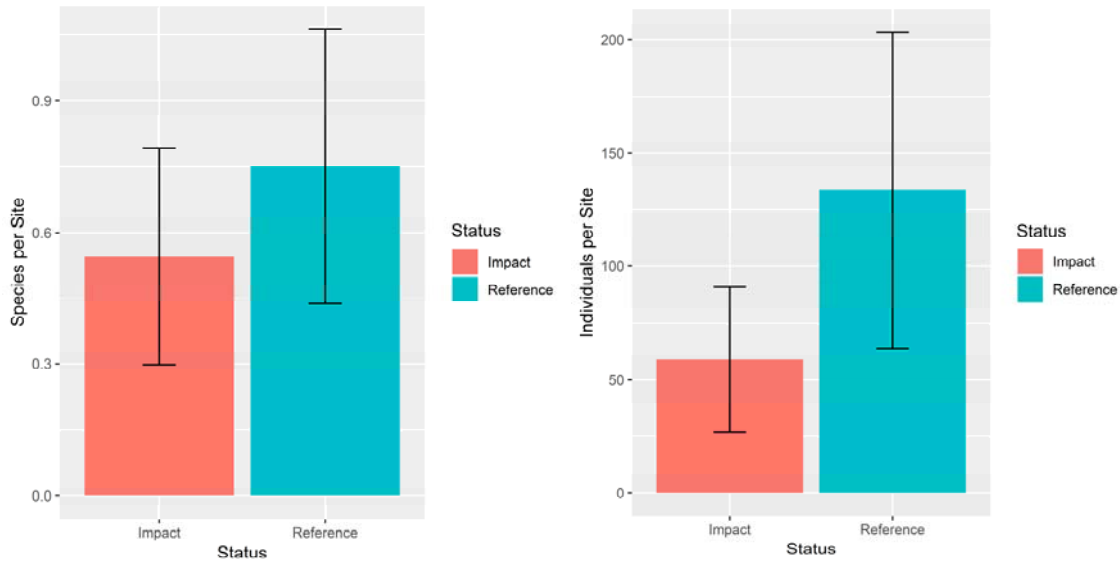 Species per Site
0.9
0.6
0.3
0.0
Impact
Reference
Status
Status
Impact
Reference
Individuals per Site
200
150
100
50
0
Impact
Reference
Status
Status
Impact
Reference